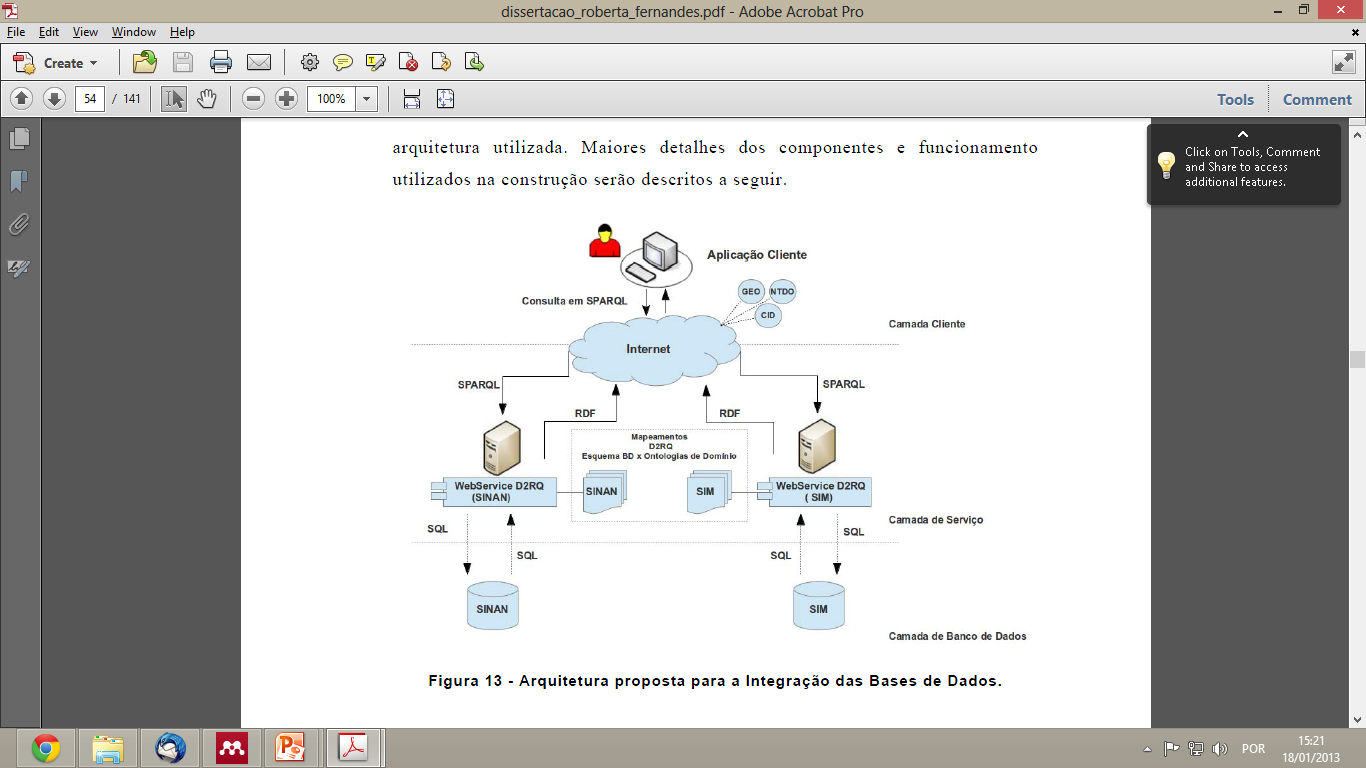 dissertacao_roberta_fernandes.pdf - Adobe Acrobat Pro
File Edit View Window Help
Create
54 / 141
100%
Tools
Comment
Click on Tools, Comment
and Share to access
additional features.
arquitetura utilizada. Maiores detalhes dos componentes e funcionamento
utilizados na construção serão descritos a seguir.
Aplicação Cliente
Consulta em SPARQL
GEO
NTDO
CID
Camada Cliente
Internet
SPARQL
SPARQL
RDF
RDF
Mapeamentos
D2RQ
Esquema BD x Ontologias de Domínio
WebService D2RQ
(SINAN)
SINAN
SIM
WebService D2RQ
( SIM)
Camada de Serviço
SQL
SQL
SQL
SQL
SINAN
SIM
Camada de Banco de Dados
Figura 13 - Arquitetura proposta para a Integração das Bases de Dados.
POR
15:21
18/01/2013